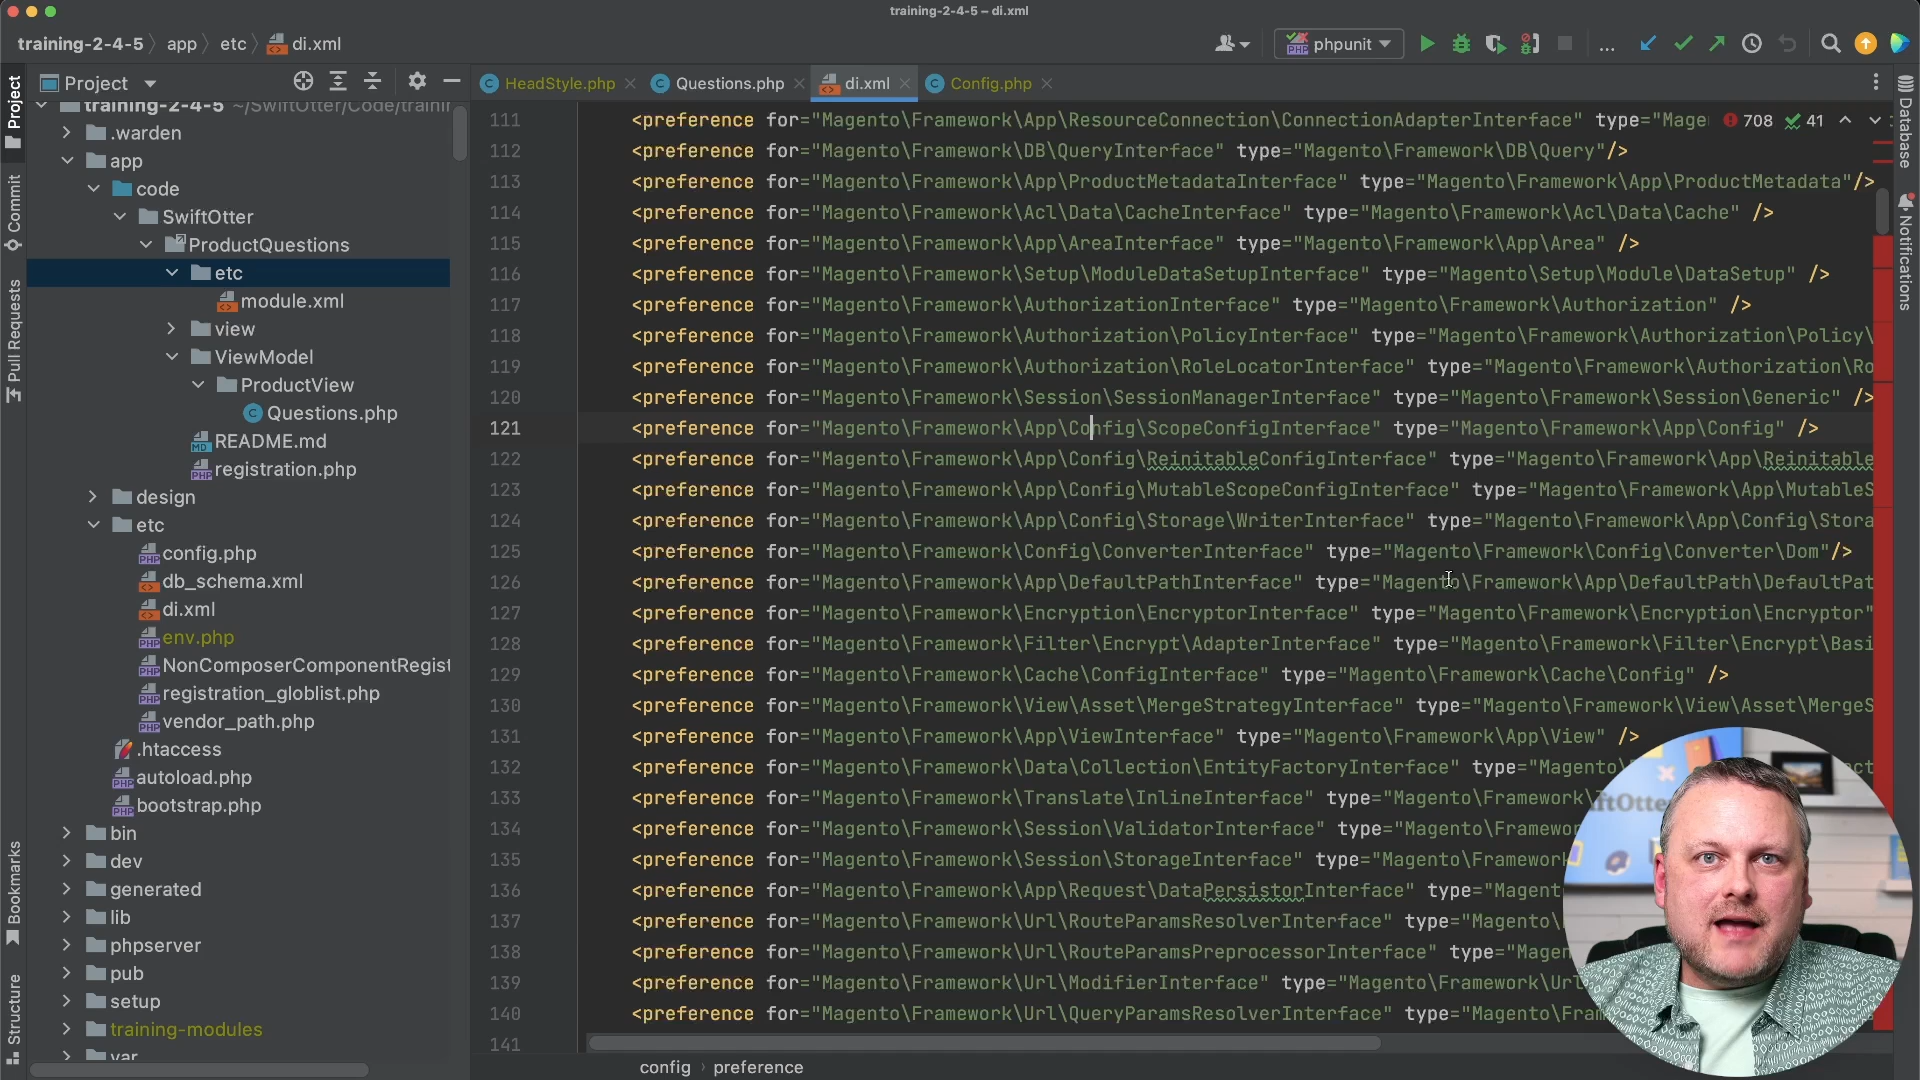 training-2-4-5 – di.xml
training-2-4-5 app etc di.xml
phpunit
Project
HeadStyle.php Questions.php di.xml Config.php
training-2-4-5 ~/SwiftOtter/Code/trainin
.warden
app
code
SwiftOtter
ProductQuestions
etc
module.xml
view
ViewModel
ProductView
Questions.php
README.md
registration.php
design
etc
config.php
db_schema.xml
di.xml
env.php
NonComposerComponentRegist
registration_globlist.php
vendor_path.php
.htaccess
autoload.php
bootstrap.php
bin
dev
generated
lib
phpserver
pub
setup
training-modules
var
Project
Commit
Pull Requests
Bookmarks
Structure
708 41
111 <preference for="Magento\Framework\App\ResourceConnection\ConnectionAdapterInterface" type="Mage
112 <preference for="Magento\Framework\DB\QueryInterface" type="Magento\Framework\DB\Query"/>
113 <preference for="Magento\Framework\App\ProductMetadataInterface" type="Magento\Framework\App\ProductMetadata"/>
114 <preference for="Magento\Framework\Acl\Data\CacheInterface" type="Magento\Framework\Acl\Data\Cache" />
115 <preference for="Magento\Framework\App\AreaInterface" type="Magento\Framework\App\Area" />
116 <preference for="Magento\Framework\Setup\ModuleDataSetupInterface" type="Magento\Setup\Module\DataSetup" />
117 <preference for="Magento\Framework\AuthorizationInterface" type="Magento\Framework\Authorization" />
118 <preference for="Magento\Framework\Authorization\PolicyInterface" type="Magento\Framework\Authorization\Policy\
119 <preference for="Magento\Framework\Authorization\RoleLocatorInterface" type="Magento\Framework\Authorization\Ro
120 <preference for="Magento\Framework\Session\SessionManagerInterface" type="Magento\Framework\Session\Generic" />
121 <preference for="Magento\Framework\App\Config\ScopeConfigInterface" type="Magento\Framework\App\Config" />
122 <preference for="Magento\Framework\App\Config\ReinitableConfigInterface" type="Magento\Framework\App\Reinitable
123 <preference for="Magento\Framework\App\Config\MutableScopeConfigInterface" type="Magento\Framework\App\MutableS
124 <preference for="Magento\Framework\App\Config\Storage\WriterInterface" type="Magento\Framework\App\Config\Stora
125 <preference for="Magento\Framework\Config\ConverterInterface" type="Magento\Framework\Config\Converter\Dom"/>
126 <preference for="Magento\Framework\App\DefaultPathInterface" type="Magento\Framework\App\DefaultPath\DefaultPat
127 <preference for="Magento\Framework\Encryption\EncryptorInterface" type="Magento\Framework\Encryption\Encryptor"
128 <preference for="Magento\Framework\Filter\Encrypt\AdapterInterface" type="Magento\Framework\Filter\Encrypt\Basi
129 <preference for="Magento\Framework\Cache\ConfigInterface" type="Magento\Framework\Cache\Config" />
130 <preference for="Magento\Framework\View\Asset\MergeStrategyInterface" type="Magento\Framework\View\Asset\MergeS
131 <preference for="Magento\Framework\App\ViewInterface" type="Magento\Framework\App\View" />
132 <preference for="Magento\Framework\Data\Collection\EntityFactoryInterface" type="Magento\
133 <preference for="Magento\Framework\Translate\InlineInterface" type="Magento\Framework\
134 <preference for="Magento\Framework\Session\ValidatorInterface" type="Magento\Framewor
135 <preference for="Magento\Framework\Session\StorageInterface" type="Magento\Framework
136 <preference for="Magento\Framework\App\Request\DataPersistorInterface" type="Magent
137 <preference for="Magento\Framework\Url\RouteParamsResolverInterface" type="Magento\
138 <preference for="Magento\Framework\Url\RouteParamsPreprocessorInterface" type="Magen
139 <preference for="Magento\Framework\Url\ModifierInterface" type="Magento\Framework\Url
140 <preference for="Magento\Framework\Url\QueryParamsResolverInterface" type="Magento\Fram
141
config preference
Database
Notifications